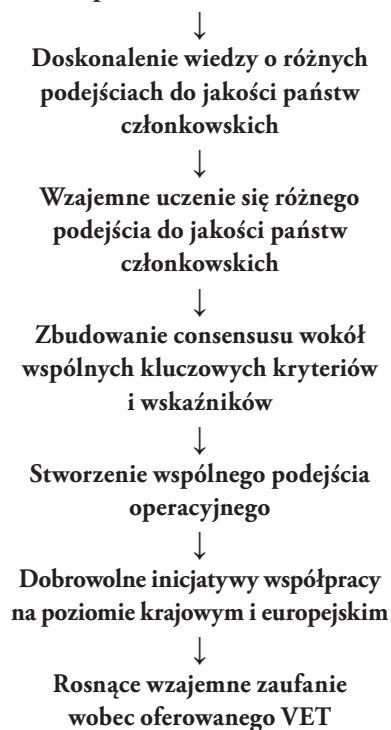 ↓
Doskonalenie wiedzy o różnych
podejściach do jakości państw
członkowskich
↓
Wzajemne uczenie się różnego
podejścia do jakości państw
członkowskich
↓
Zbudowanie consensusu wokół
wspólnych kluczowych kryteriów
i wskaźników
↓
Stworzenie wspólnego podejścia
operacyjnego
↓
Dobrowolne inicjatywy współpracy
na poziomie krajowym i europejskim
↓
Rosnące wzajemne zaufanie
wobec oferowanego VET